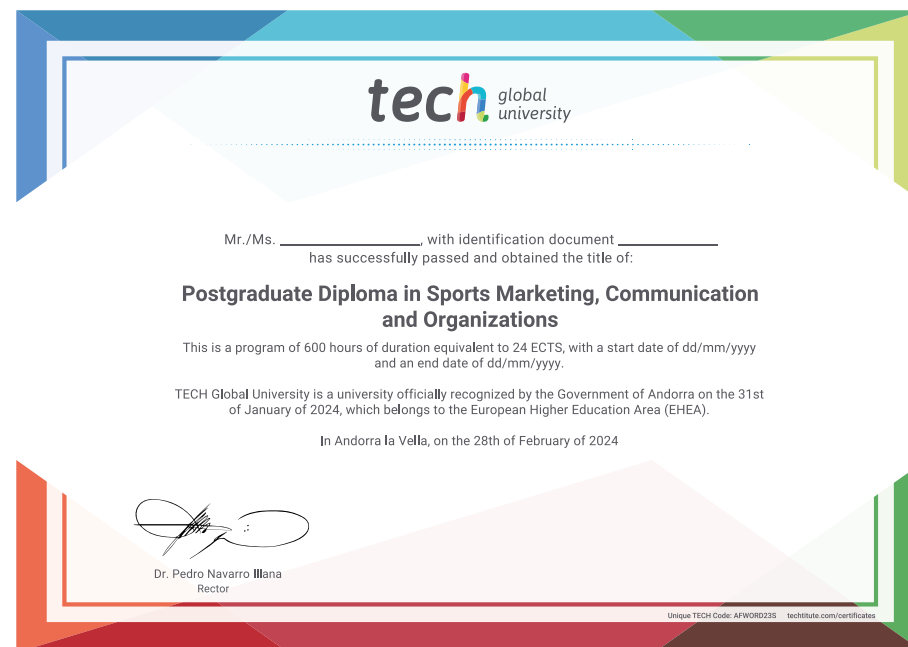 tech global
university
Mr./Ms. ____________, with identification document ____________
has successfully passed and obtained the title of:
Postgraduate Diploma in Sports Marketing, Communication
and Organizations
This is a program of 600 hours of duration equivalent to 24 ECTS, with a start date of dd/mm/yyyy
and an end date of dd/mm/yyyy.
TECH Global University is a university officially recognized by the Government of Andorra on the 31st
of January of 2024, which belongs to the European Higher Education Area (EHEA).
In Andorra la Vella, on the 28th of February of 2024
Dr. Pedro Navarro Illana
Rector
Unique TECH Code: AFWORD23S techtitute.com/certificates